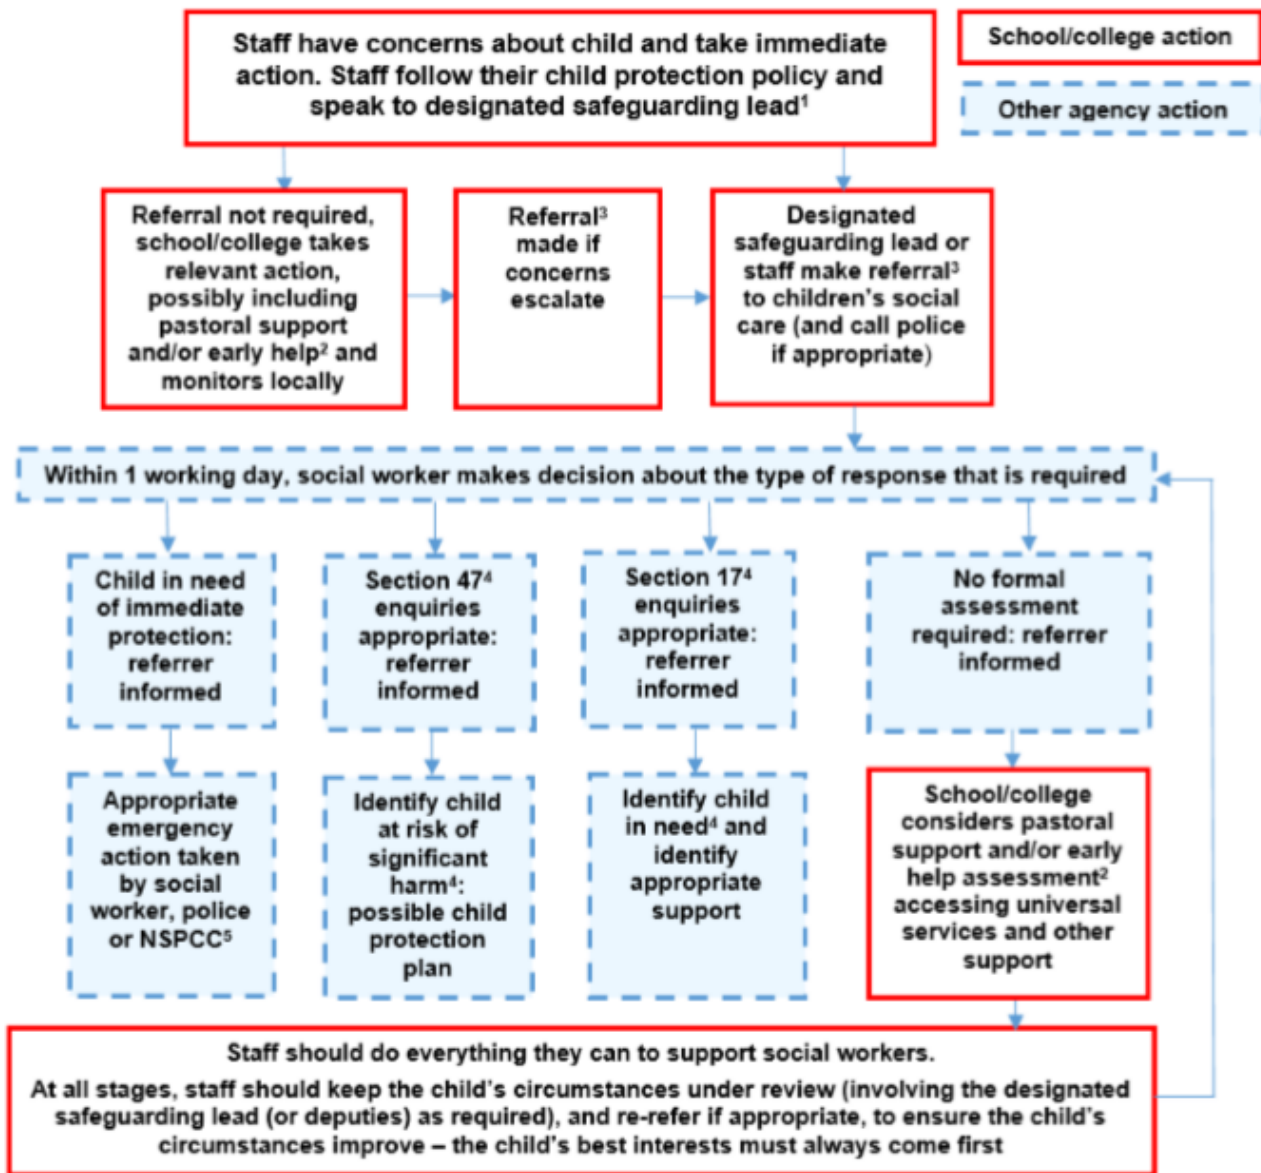 Staff have concerns about child and take immediate
action. Staff follow their child protection policy and
speak to designated safeguarding lead¹
School/college action
Other agency action
Referral not required,
school/college takes
relevant action,
possibly including
pastoral support
and/or early help² and
monitors locally
Referral³
made if
concerns
escalate
Designated
safeguarding lead or
staff make referral³
to children's social
care (and call police
if appropriate)
Within 1 working day, social worker makes decision about the type of response that is required
Child in need
of immediate
protection:
referrer
informed
Section 47⁴
enquiries
appropriate:
referrer
informed
Section 17⁴
enquiries
appropriate:
referrer
informed
No formal
assessment
required: referrer
informed
Appropriate
emergency
action taken
by social
worker, police
or NSPCC⁵
Identify child
at risk of
significant
harm⁴:
possible child
protection
plan
Identify child
in need⁴ and
identify
appropriate
support
School/college
considers pastoral
support and/or early
help assessment²
accessing universal
services and other
support
Staff should do everything they can to support social workers.
At all stages, staff should keep the child's circumstances under review (involving the designated
safeguarding lead (or deputies) as required), and re-refer if appropriate, to ensure the child's
circumstances improve – the child's best interests must always come first